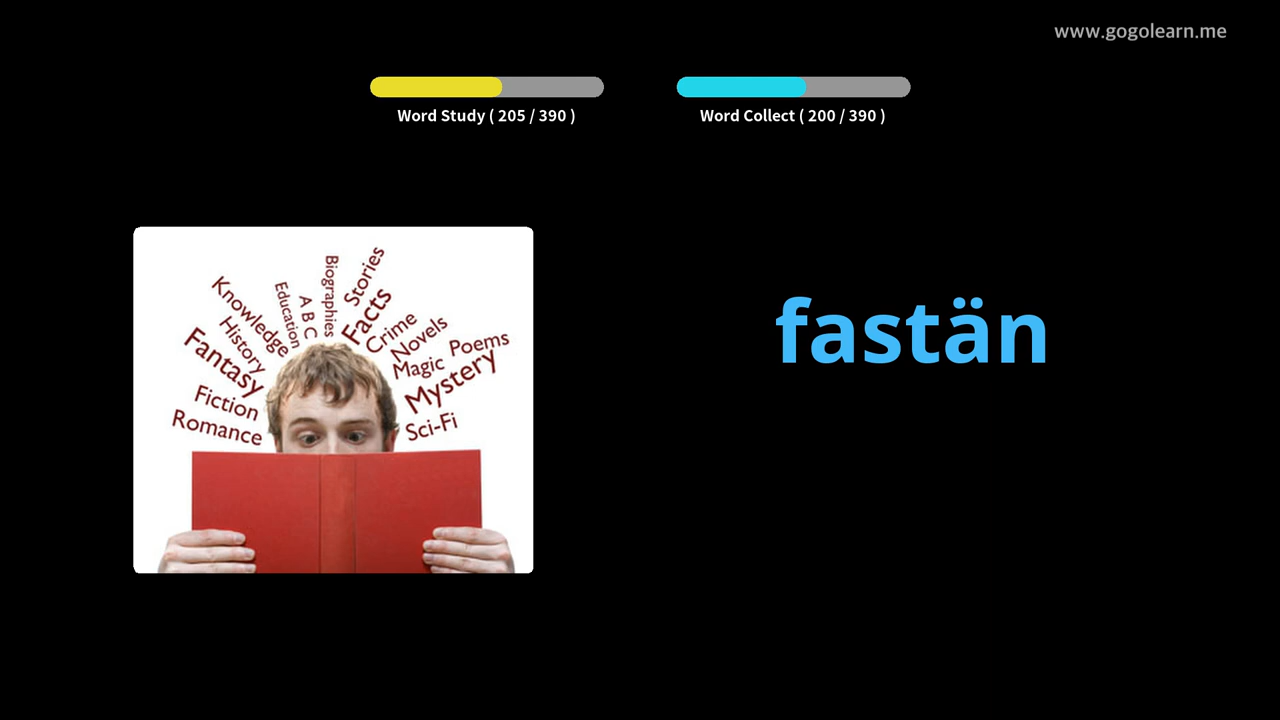 www.gogolearn.me
Word Study ( 205 / 390 )
Word Collect ( 200 / 390 )
Biographies
Stories
Knowledge
Education
A B C
Facts
History
Crime
Novels
Fantasy
Magic
Poems
Mystery
Fiction
Romance
Sci-Fi
fastän